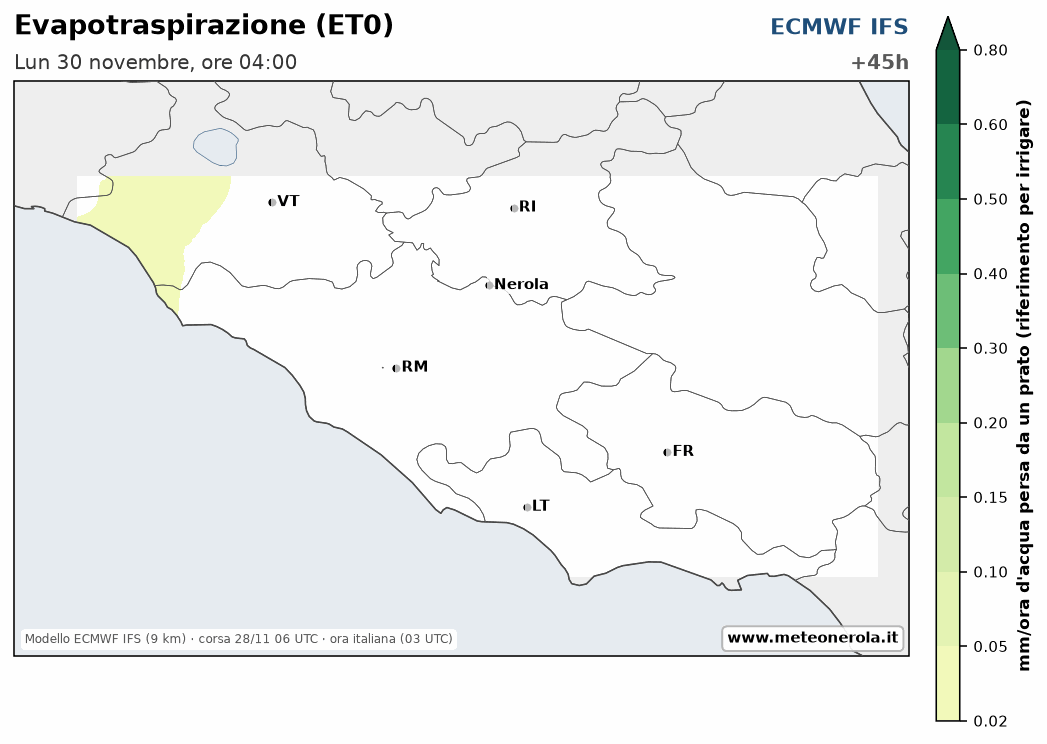 Evapotraspirazione (ET0)
ECMWF IFS
Lun 30 novembre, ore 04:00
+45h
VT
RI
Nerola
RM
FR
LT
Modello ECMWF IFS (9 km) · corsa 28/11 06 UTC · ora italiana (03 UTC)
www.meteonerola.it
0.80
0.60
0.50
0.40
0.30
0.20
0.15
0.10
0.05
0.02
mm/ora d'acqua persa da un prato (riferimento per irrigare)